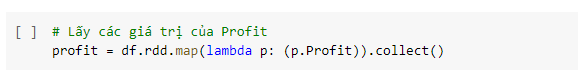 [ ] # Lấy các giá trị của Profit
profit = df.rdd.map(lambda p: (p.Profit)).collect()